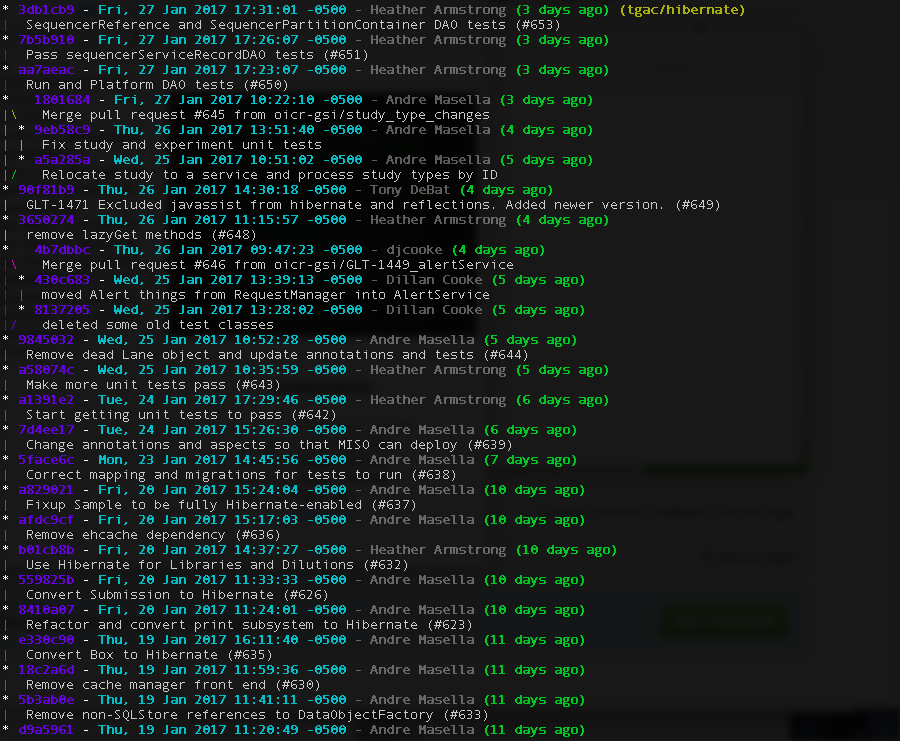 * 3db1cb9 - Fri, 27 Jan 2017 17:31:01 -0500 - Heather Armstrong (3 days ago) (tgac/hibernate)
| SequencerReference and SequencerPartitionContainer DAO tests (#653)
* 7b5b910 - Fri, 27 Jan 2017 17:26:07 -0500 - Heather Armstrong (3 days ago)
| Pass sequencerServiceRecordDAO tests (#651)
* aa7aeac - Fri, 27 Jan 2017 17:23:07 -0500 - Heather Armstrong (3 days ago)
| Run and Platform DAO tests (#650)
* 1801684 - Fri, 27 Jan 2017 10:22:10 -0500 - Andre Masella (3 days ago)
|\ Merge pull request #645 from oicr-gsi/study_type_changes
| * 9eb58c9 - Thu, 26 Jan 2017 13:51:40 -0500 - Andre Masella (4 days ago)
| | Fix study and experiment unit tests
| * a5a285a - Wed, 25 Jan 2017 10:51:02 -0500 - Andre Masella (5 days ago)
|/ Relocate study to a service and process study types by ID
* 90f81b9 - Thu, 26 Jan 2017 14:30:18 -0500 - Tony DeBat (4 days ago)
| GLT-1471 Excluded javassist from hibernate and reflections. Added newer version. (#649)
* 3650274 - Thu, 26 Jan 2017 11:15:57 -0500 - Heather Armstrong (4 days ago)
| remove lazyGet methods (#648)
* 4b7dbbc - Thu, 26 Jan 2017 09:47:23 -0500 - djcooke (4 days ago)
|\ Merge pull request #646 from oicr-gsi/GLT-1449_alertService
| * 430c683 - Wed, 25 Jan 2017 13:39:13 -0500 - Dillan Cooke (5 days ago)
| | moved Alert things from RequestManager into AlertService
| * 8137205 - Wed, 25 Jan 2017 13:28:02 -0500 - Dillan Cooke (5 days ago)
|/ deleted some old test classes
* 9845032 - Wed, 25 Jan 2017 10:52:28 -0500 - Andre Masella (5 days ago)
| Remove dead Lane object and update annotations and tests (#644)
* a58074c - Wed, 25 Jan 2017 10:35:59 -0500 - Heather Armstrong (5 days ago)
| Make more unit tests pass (#643)
* a1391e2 - Tue, 24 Jan 2017 17:29:46 -0500 - Heather Armstrong (6 days ago)
| Start getting unit tests to pass (#642)
* 7d4ee17 - Tue, 24 Jan 2017 15:26:30 -0500 - Andre Masella (6 days ago)
| Change annotations and aspects so that MISO can deploy (#639)
* 5face6c - Mon, 23 Jan 2017 14:45:56 -0500 - Andre Masella (7 days ago)
| Correct mapping and migrations for tests to run (#638)
* a829021 - Fri, 20 Jan 2017 15:24:04 -0500 - Andre Masella (10 days ago)
| Fixup Sample to be fully Hibernate-enabled (#637)
* afdc9cf - Fri, 20 Jan 2017 15:17:03 -0500 - Andre Masella (10 days ago)
| Remove ehcache dependency (#636)
* b01cb8b - Fri, 20 Jan 2017 14:37:27 -0500 - Heather Armstrong (10 days ago)
| Use Hibernate for Libraries and Dilutions (#632)
* 559825b - Fri, 20 Jan 2017 11:33:33 -0500 - Andre Masella (10 days ago)
| Convert Submission to Hibernate (#626)
* 8410a07 - Fri, 20 Jan 2017 11:24:01 -0500 - Andre Masella (10 days ago)
| Refactor and convert print subsystem to Hibernate (#623)
* e330c90 - Thu, 19 Jan 2017 16:11:40 -0500 - Andre Masella (11 days ago)
| Convert Box to Hibernate (#635)
* 18c2a6d - Thu, 19 Jan 2017 11:59:36 -0500 - Andre Masella (11 days ago)
| Remove cache manager front end (#630)
* 5b3ab0e - Thu, 19 Jan 2017 11:41:11 -0500 - Andre Masella (11 days ago)
| Remove non-SQLStore references to DataObjectFactory (#633)
* d9a5961 - Thu, 19 Jan 2017 11:20:49 -0500 - Andre Masella (11 days ago)